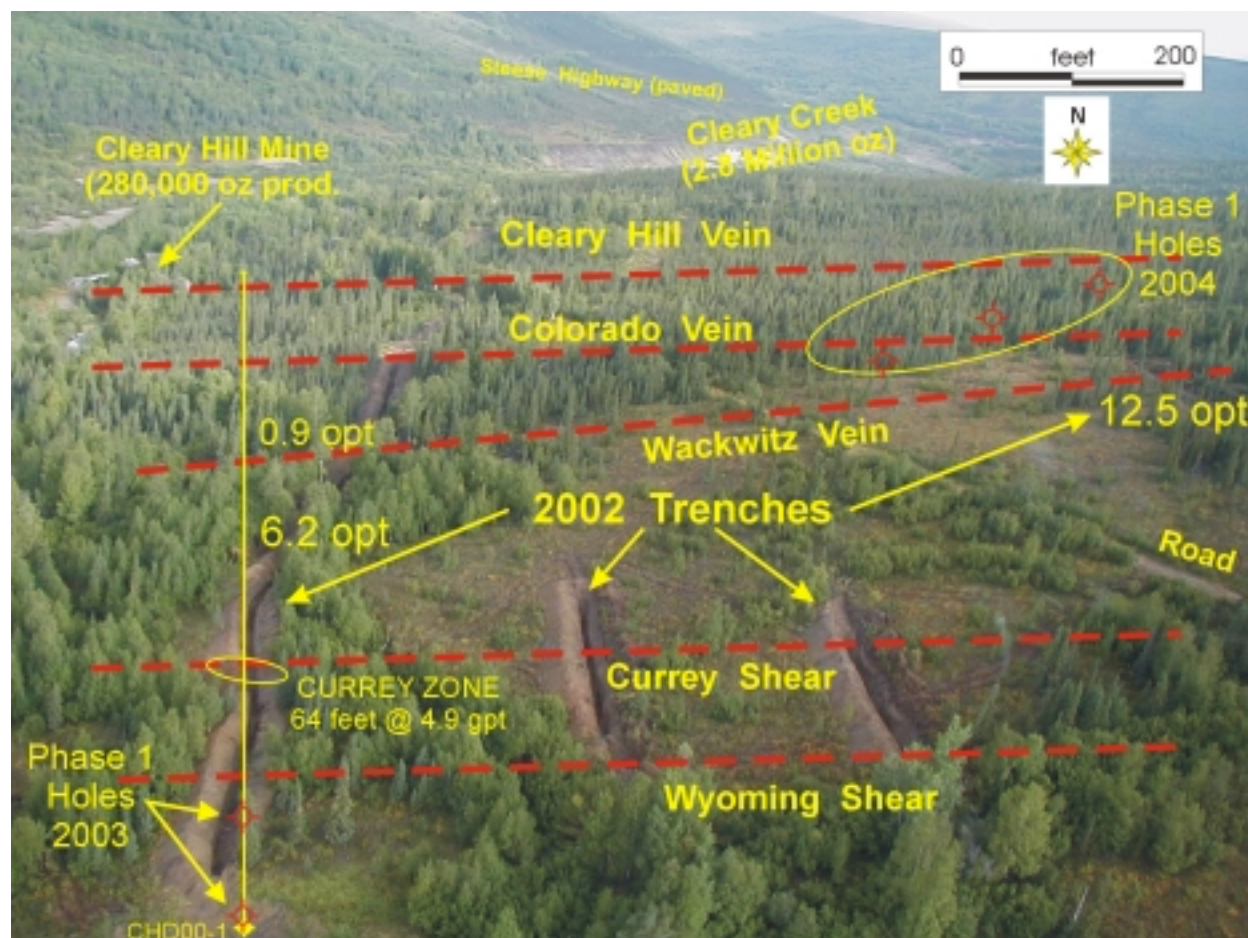 0 feet 200
N
Steese Highway (paved)
Cleary Creek
(2.8 Million oz)
Cleary Hill Mine
(280,000 oz prod.
Phase 1
Holes
2004
Cleary Hill Vein
Colorado Vein
12.5 opt
0.9 opt
Wackwitz Vein
2002 Trenches
6.2 opt
Road
Currey Shear
CURREY ZONE
64 feet @ 4.9 gpt
Phase 1
Holes
2003
Wyoming Shear
CHD00-1